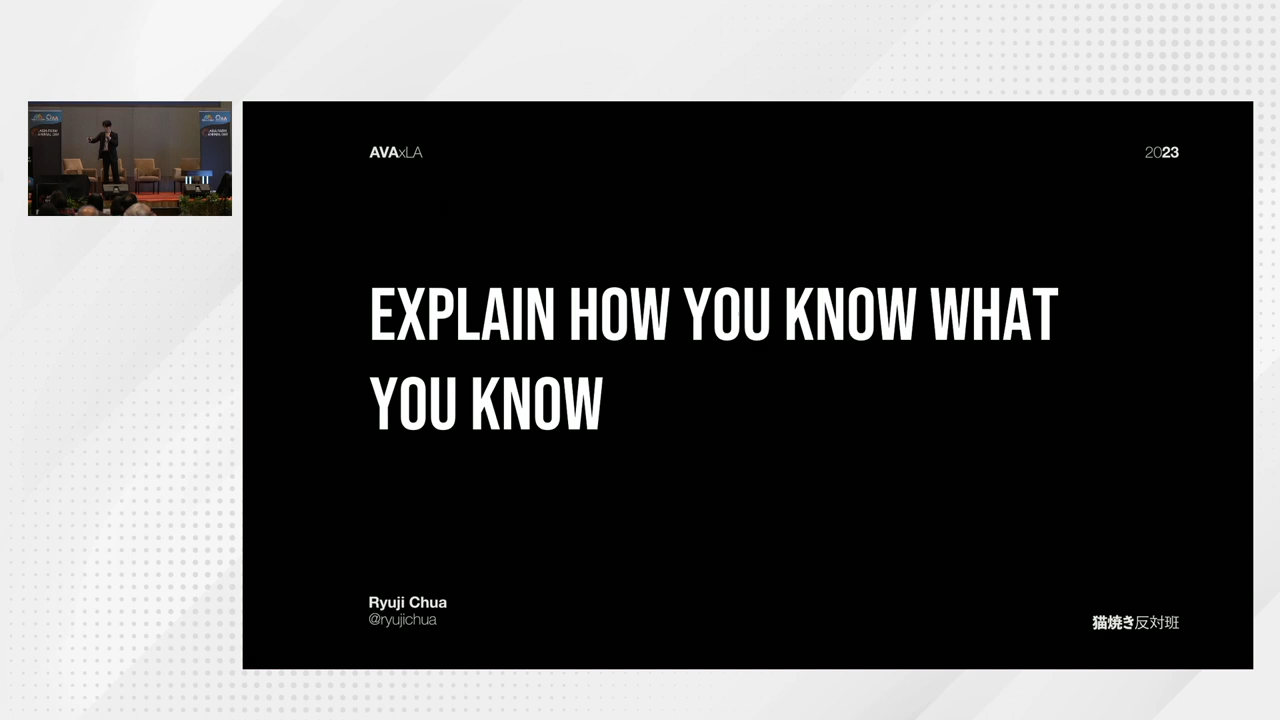 AVAxLA
2023
EXPLAIN HOW YOU KNOW WHAT
YOU KNOW
Ryuji Chua
@ryujichua
猫焼き反対班